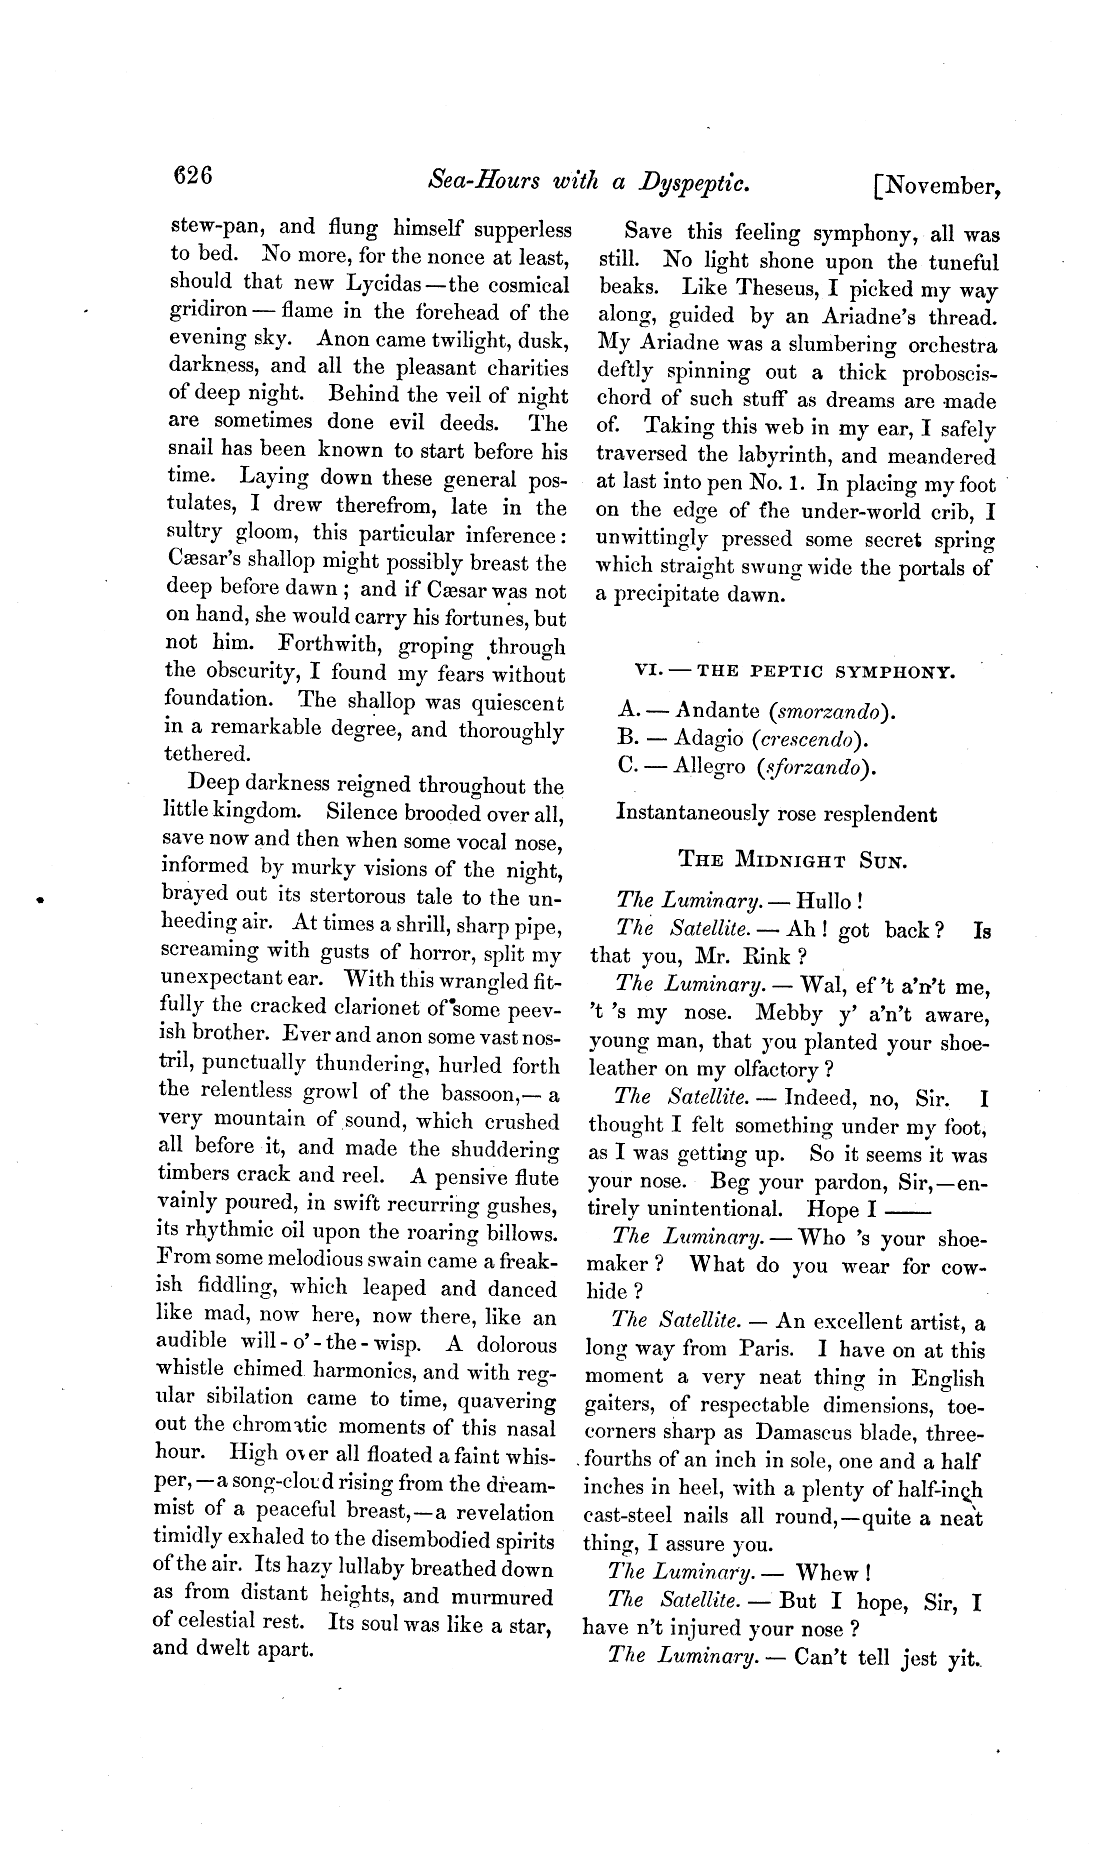 626
Sea-Hours with a Dyspeptic.
[November,
stew-pan, and flung himself supperless
to bed. No more, for the nonce at least,
should that new Lycidas—the cosmical
gridiron — flame in the forehead of the
evening sky. Anon came twilight, dusk,
darkness, and all the pleasant charities
of deep night. Behind the veil of night
are sometimes done evil deeds. The
snail has been known to start before his
time. Laying down these general pos-
tulates, I drew therefrom, late in the
sultry gloom, this particular inference:
Cæsar's shallop might possibly breast the
deep before dawn; and if Cæsar was not
on hand, she would carry his fortunes, but
not him. Forthwith, groping through
the obscurity, I found my fears without
foundation. The shallop was quiescent
in a remarkable degree, and thoroughly
tethered.
Deep darkness reigned throughout the
little kingdom. Silence brooded over all,
save now and then when some vocal nose,
informed by murky visions of the night,
brayed out its stertorous tale to the un-
heeding air. At times a shrill, sharp pipe,
screaming with gusts of horror, split my
unexpectant ear. With this wrangled fit-
fully the cracked clarionet of some peev-
ish brother. Ever and anon some vast nos-
tril, punctually thundering, hurled forth
the relentless growl of the bassoon,— a
very mountain of sound, which crushed
all before it, and made the shuddering
timbers crack and reel. A pensive flute
vainly poured, in swift recurring gushes,
its rhythmic oil upon the roaring billows.
From some melodious swain came a freak-
ish fiddling, which leaped and danced
like mad, now here, now there, like an
audible will-o'-the-wisp. A dolorous
whistle chimed harmonics, and with reg-
ular sibilation came to time, quavering
out the chromatic moments of this nasal
hour. High over all floated a faint whis-
per,—a song-cloud rising from the dream-
mist of a peaceful breast,—a revelation
timidly exhaled to the disembodied spirits
of the air. Its hazy lullaby breathed down
as from distant heights, and murmured
of celestial rest. Its soul was like a star,
and dwelt apart.
Save this feeling symphony, all was
still. No light shone upon the tuneful
beaks. Like Theseus, I picked my way
along, guided by an Ariadne's thread.
My Ariadne was a slumbering orchestra
deftly spinning out a thick proboscis-
chord of such stuff as dreams are made
of. Taking this web in my ear, I safely
traversed the labyrinth, and meandered
at last into pen No. 1. In placing my foot
on the edge of the under-world crib, I
unwittingly pressed some secret spring
which straight swung wide the portals of
a precipitate dawn.
VI. — THE PEPTIC SYMPHONY.
A. — Andante (smorzando).
B. — Adagio (crescendo).
C. — Allegro (sforzando).
Instantaneously rose resplendent
THE MIDNIGHT SUN.
The Luminary. — Hullo!
The Satellite. — Ah! got back? Is
that you, Mr. Rink?
The Luminary. — Wal, ef 't a'n't me,
't 's my nose. Mebby y' a'n't aware,
young man, that you planted your shoe-
leather on my olfactory?
The Satellite. — Indeed, no, Sir. I
thought I felt something under my foot,
as I was getting up. So it seems it was
your nose. Beg your pardon, Sir,—en-
tirely unintentional. Hope I ——
The Luminary. — Who 's your shoe-
maker? What do you wear for cow-
hide?
The Satellite. — An excellent artist, a
long way from Paris. I have on at this
moment a very neat thing in English
gaiters, of respectable dimensions, toe-
corners sharp as Damascus blade, three-
fourths of an inch in sole, one and a half
inches in heel, with a plenty of half-inch
cast-steel nails all round,—quite a neat
thing, I assure you.
The Luminary. — Whew!
The Satellite. — But I hope, Sir, I
have n't injured your nose?
The Luminary. — Can't tell jest yit.